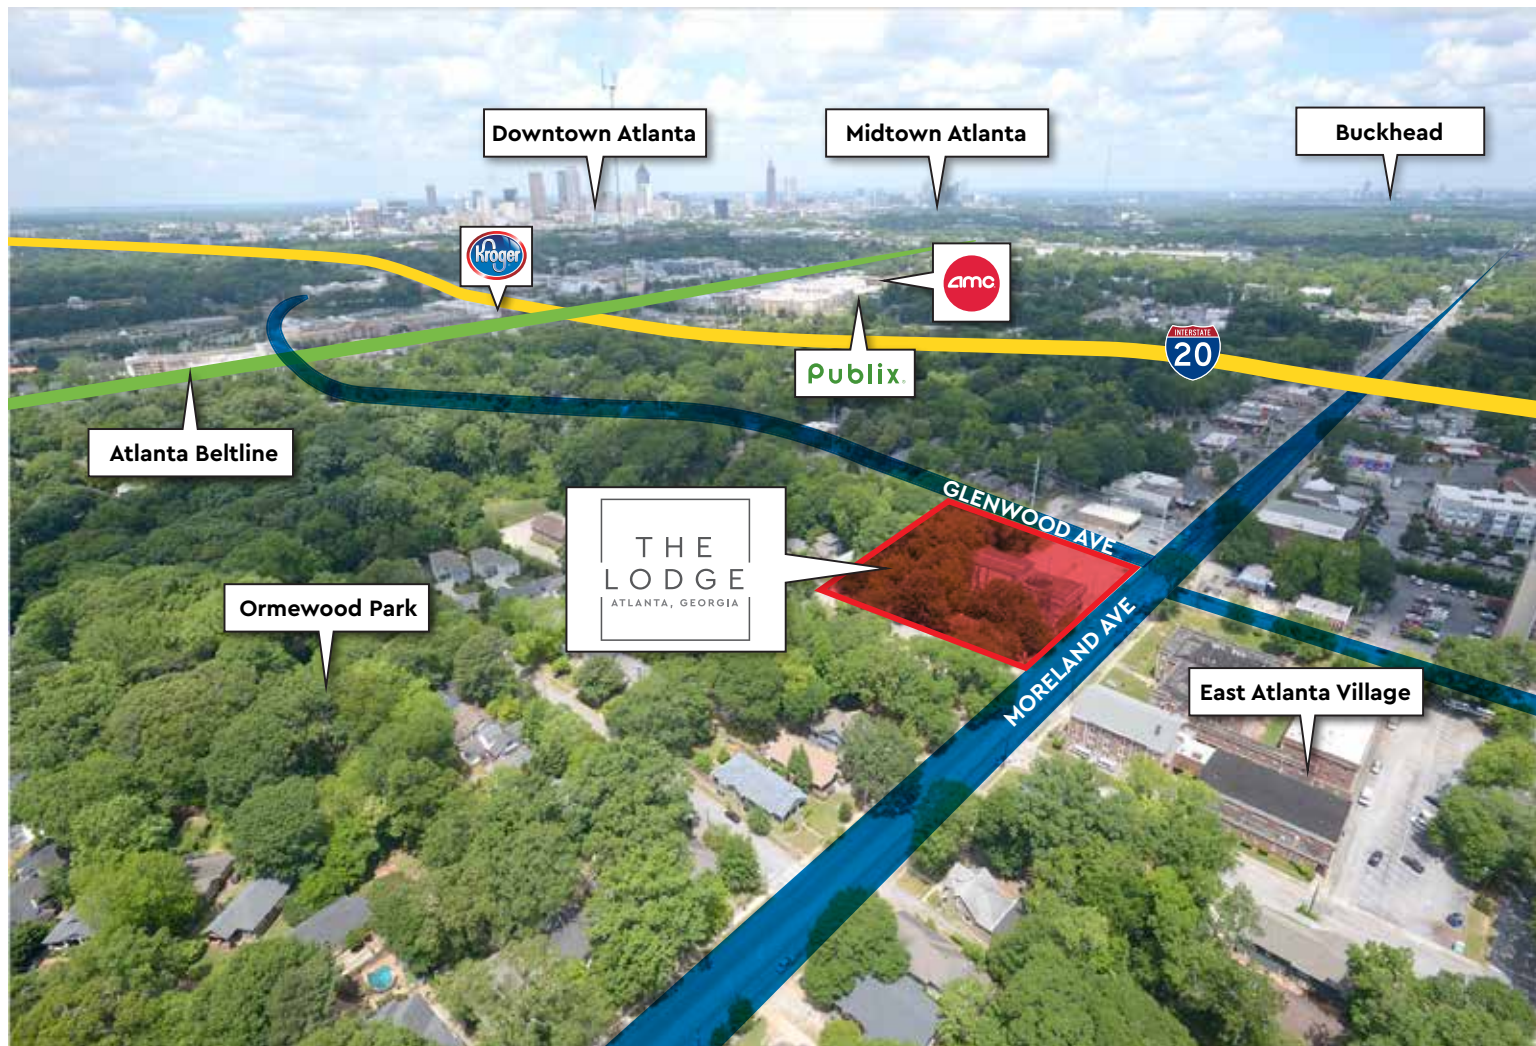 Downtown Atlanta
Midtown Atlanta
Buckhead
Kroger
amc
INTERSTATE
20
Publix
Atlanta Beltline
GLENWOOD AVE
THE
LODGE
ATLANTA, GEORGIA
Ormewood Park
MORELAND AVE
East Atlanta Village